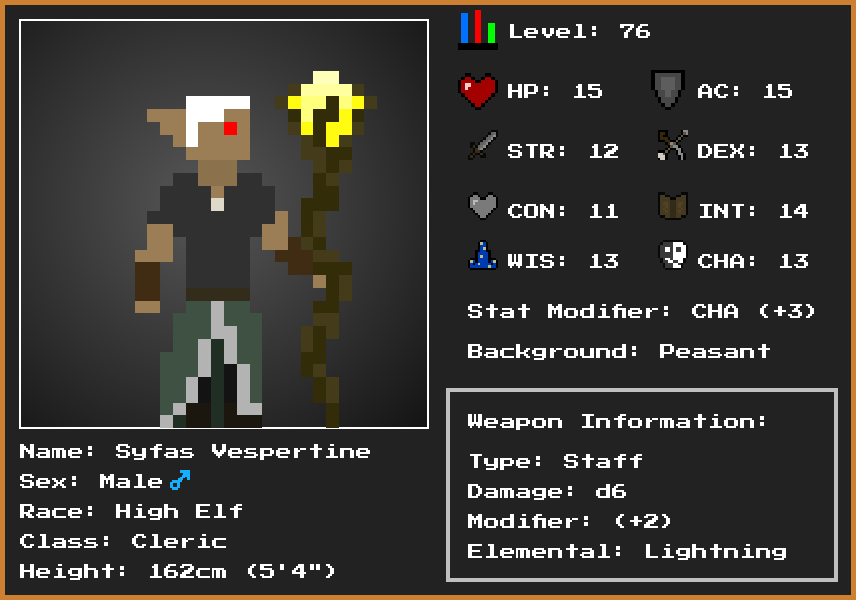 Level: 76
HP: 15 AC: 15
STR: 12 DEX: 13
CON: 11 INT: 14
WIS: 13 CHA: 13
Stat Modifier: CHA (+3)
Background: Peasant
Weapon Information:
Type: Staff
Damage: d6
Modifier: (+2)
Elemental: Lightning
Name: Syfas Vespertine
Sex: Male ♂
Race: High Elf
Class: Cleric
Height: 162cm (5'4")